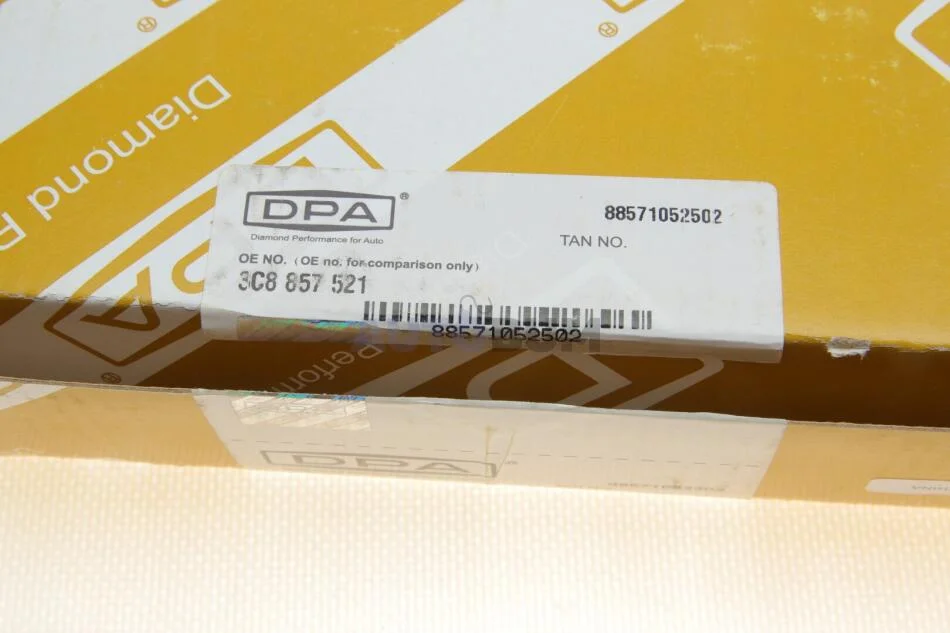 Diamond P
DPA®
Diamond Performance for Auto
88571052502
TAN NO.
OE NO. (OE no. for comparison only)
3C8 857 521
88571052502
Perform
DPA®